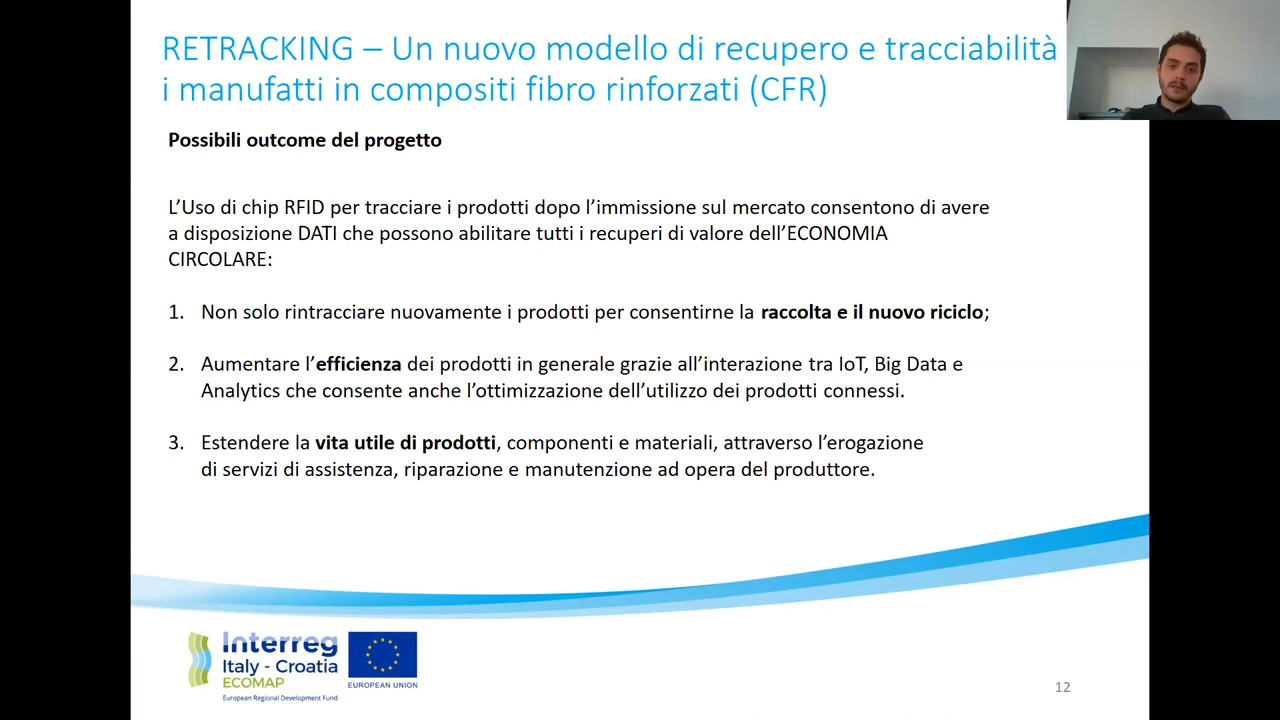 RETRACKING – Un nuovo modello di recupero e tracciabilità
i manufatti in compositi fibro rinforzati (CFR)
Possibili outcome del progetto
L’Uso di chip RFID per tracciare i prodotti dopo l’immissione sul mercato consentono di avere
a disposizione DATI che possono abilitare tutti i recuperi di valore dell’ECONOMIA
CIRCOLARE:
1. Non solo rintracciare nuovamente i prodotti per consentirne la raccolta e il nuovo riciclo;
2. Aumentare l’efficienza dei prodotti in generale grazie all’interazione tra IoT, Big Data e
Analytics che consente anche l’ottimizzazione dell’utilizzo dei prodotti connessi.
3. Estendere la vita utile di prodotti, componenti e materiali, attraverso l’erogazione
di servizi di assistenza, riparazione e manutenzione ad opera del produttore.
Interreg
Italy - Croatia
ECOMAP
European Regional Development Fund
EUROPEAN UNION
12